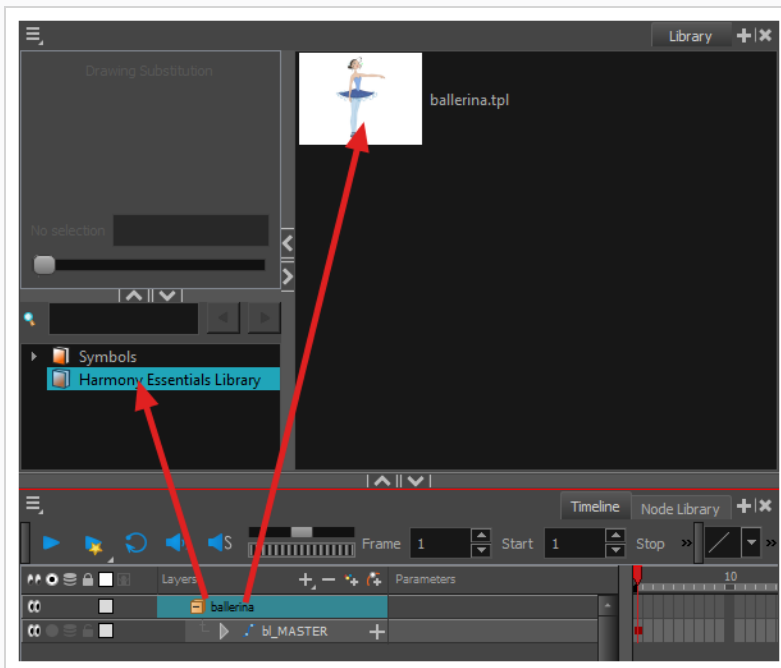 Library
Drawing Substitution
ballerina.tpl
No selection
Symbols
Harmony Essentials Library
Timeline
Node Library
S
Frame 1 Start 1 Stop
Layers Parameters 10
ballerina
bl_MASTER